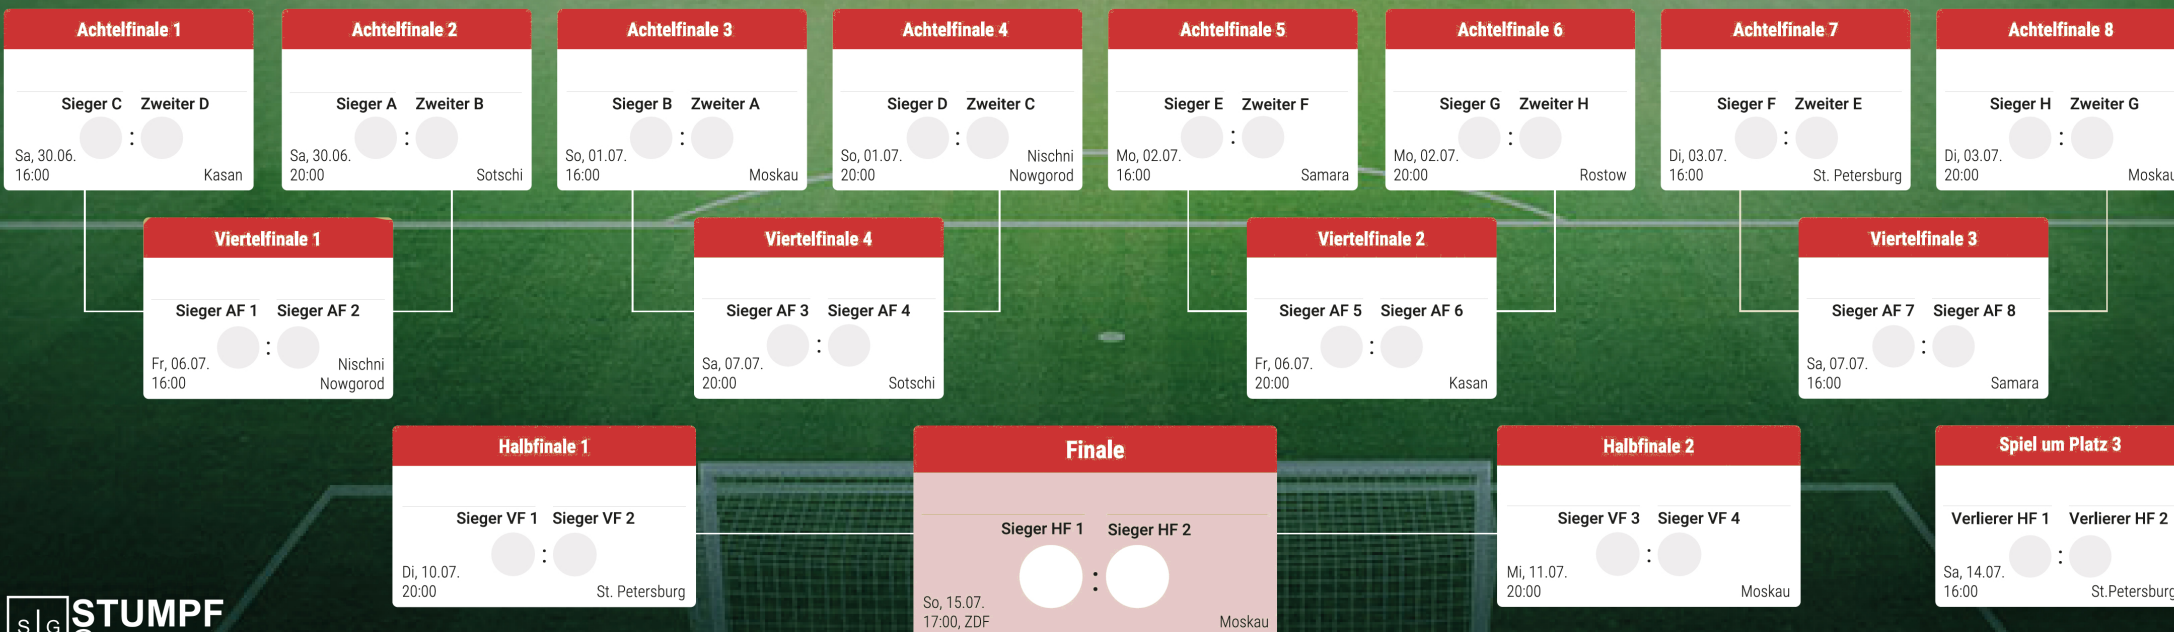 Achtelfinale 1
Sieger C Zweiter D
:
Sa, 30.06.
16:00 Kasan
Achtelfinale 2
Sieger A Zweiter B
:
Sa, 30.06.
20:00 Sotschi
Achtelfinale 3
Sieger B Zweiter A
:
So, 01.07.
16:00 Moskau
Achtelfinale 4
Sieger D Zweiter C
:
So, 01.07. Nischni
20:00 Nowgorod
Achtelfinale 5
Sieger E Zweiter F
:
Mo, 02.07.
16:00 Samara
Achtelfinale 6
Sieger G Zweiter H
:
Mo, 02.07.
20:00 Rostow
Achtelfinale 7
Sieger F Zweiter E
:
Di, 03.07.
16:00 St. Petersburg
Achtelfinale 8
Sieger H Zweiter G
:
Di, 03.07.
20:00 Moskau
Viertelfinale 1
Sieger AF 1 Sieger AF 2
:
Fr, 06.07. Nischni
16:00 Nowgorod
Viertelfinale 4
Sieger AF 3 Sieger AF 4
:
Sa, 07.07.
20:00 Sotschi
Viertelfinale 2
Sieger AF 5 Sieger AF 6
:
Fr, 06.07.
20:00 Kasan
Viertelfinale 3
Sieger AF 7 Sieger AF 8
:
Sa, 07.07.
16:00 Samara
Halbfinale 1
Sieger VF 1 Sieger VF 2
:
Di, 10.07.
20:00 St. Petersburg
Finale
Sieger HF 1 Sieger HF 2
:
So, 15.07.
17:00, ZDF Moskau
Halbfinale 2
Sieger VF 3 Sieger VF 4
:
Mi, 11.07.
20:00 Moskau
Spiel um Platz 3
Verlierer HF 1 Verlierer HF 2
:
Sa, 14.07.
16:00 St.Petersburg
S G STUMPF